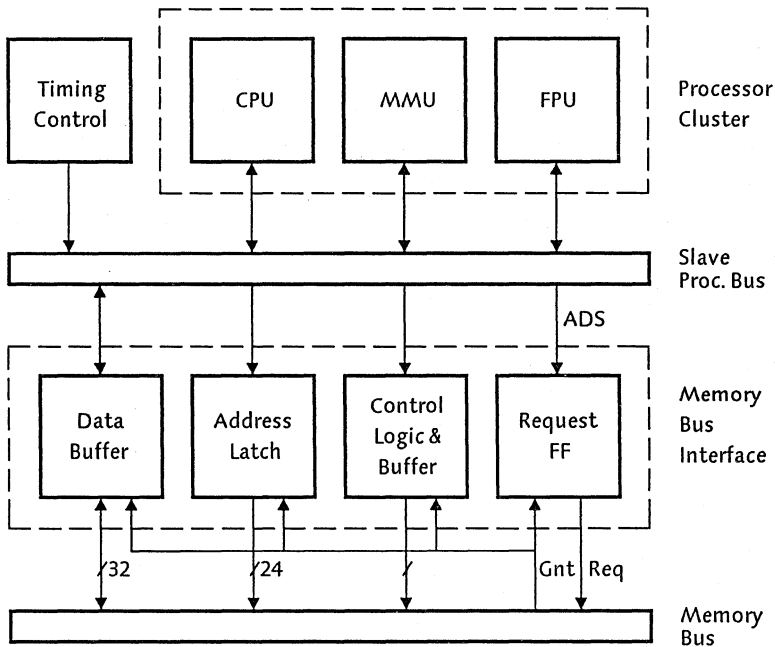 Timing
Control
CPU
MMU
FPU
Processor
Cluster
Slave
Proc. Bus
ADS
Data
Buffer
Address
Latch
Control
Logic &
Buffer
Request
FF
Memory
Bus
Interface
/32
/24
/
Gnt
Req
Memory
Bus